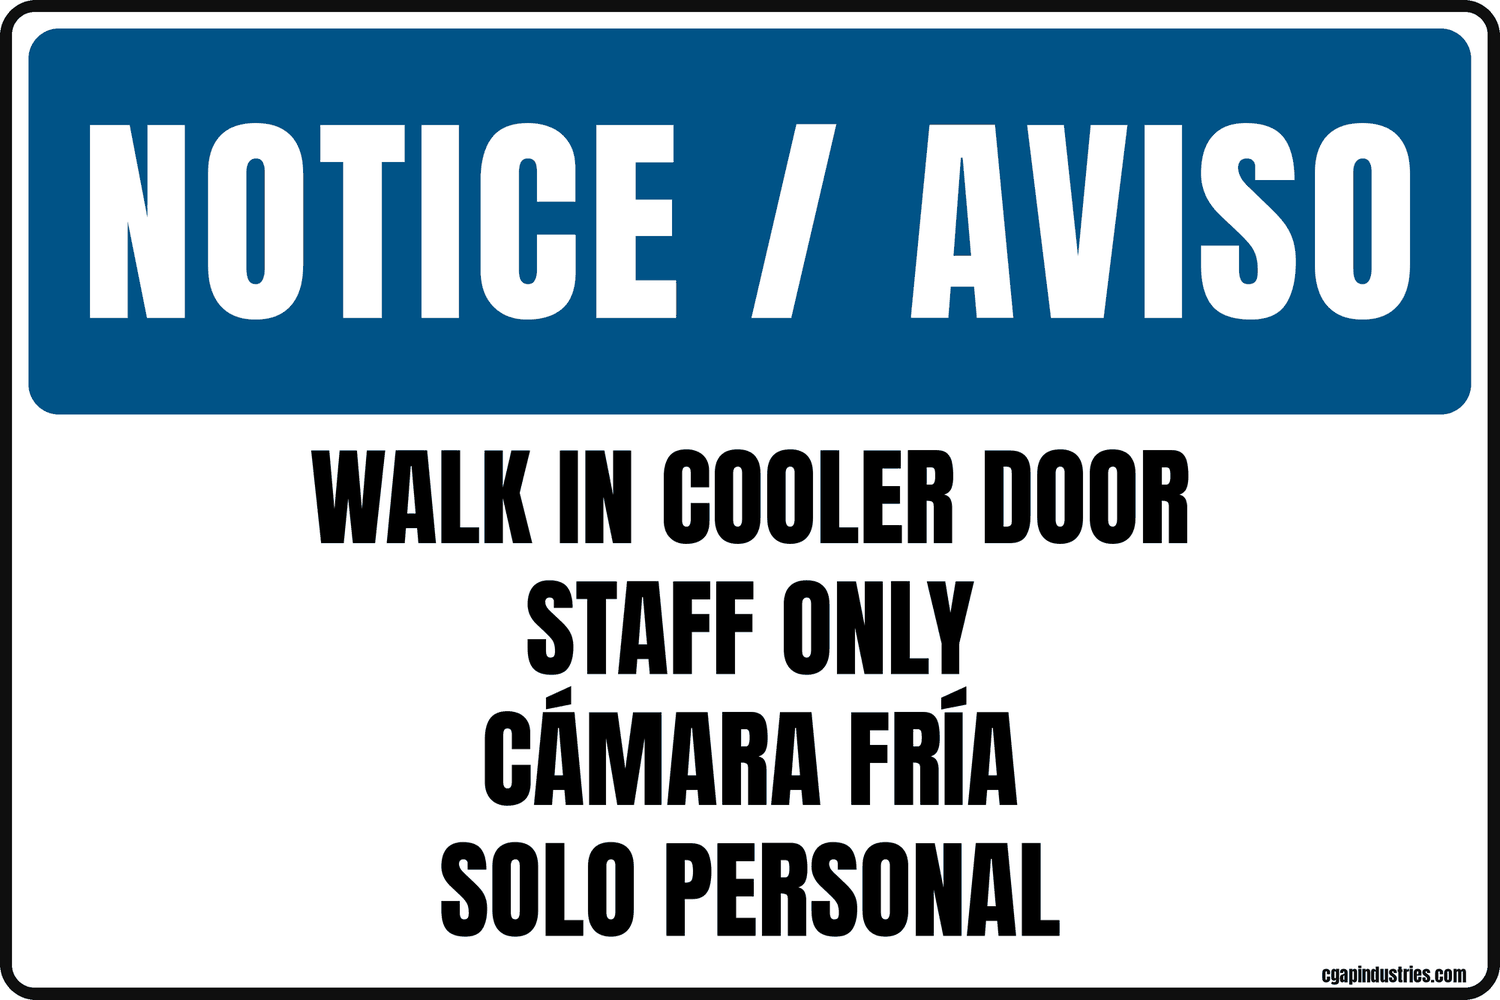 NOTICE / AVISO
WALK IN COOLER DOOR
STAFF ONLY
CÁMARA FRÍA
SOLO PERSONAL
cgapindustries.com